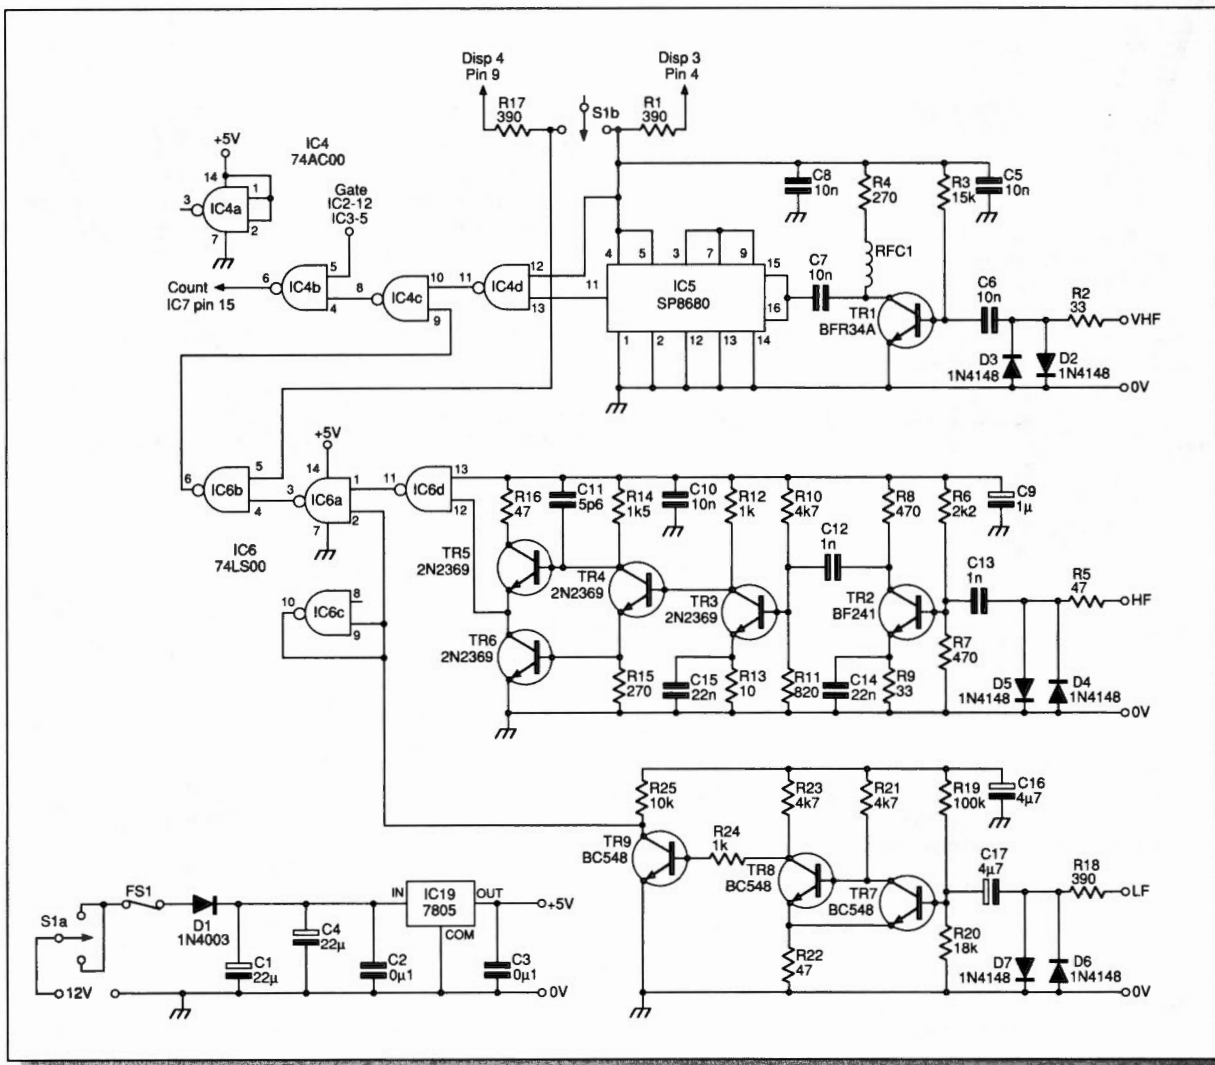 Disp 4
Pin 9
Disp 3
Pin 4
R17
390
S1b
R1
390
+5V
IC4
74AC00
14
1
3
IC4a
2
7
Gate
IC2-12
IC3-5
C8
10n
R4
270
R3
15k
C5
10n
RFC1
5
6
IC4b
4
Count
IC7 pin 15
8
IC4c
10
9
11
IC4d
12
13
11
4
5
3
7
9
15
16
IC5
SP8680
1
2
12
13
14
C7
10n
TR1
BFR34A
C6
10n
R2
33
VHF
D3
1N4148
D2
1N4148
0V
+5V
6
IC6b
5
4
14
3
IC6a
1
2
7
11
IC6d
13
12
IC6
74LS00
10
IC6c
8
9
R16
47
C11
5p6
R14
1k5
C10
10n
R12
1k
R10
4k7
R8
470
R6
2k2
C9
1µ
C12
1n
C13
1n
R5
47
HF
TR5
2N2369
TR4
2N2369
TR3
2N2369
TR2
BF241
TR6
2N2369
R15
270
C15
22n
R13
10
R11
820
C14
22n
R9
33
R7
470
D5
1N4148
D4
1N4148
0V
R25
10k
R23
4k7
R21
4k7
R19
100k
C16
4µ7
TR9
BC548
R24
1k
TR8
BC548
TR7
BC548
C17
4µ7
R18
390
LF
R22
47
R20
18k
D7
1N4148
D6
1N4148
0V
S1a
FS1
D1
1N4003
IN
IC19
7805
OUT
COM
+5V
C1
22µ
C4
22µ
C2
0µ1
C3
0µ1
12V
0V